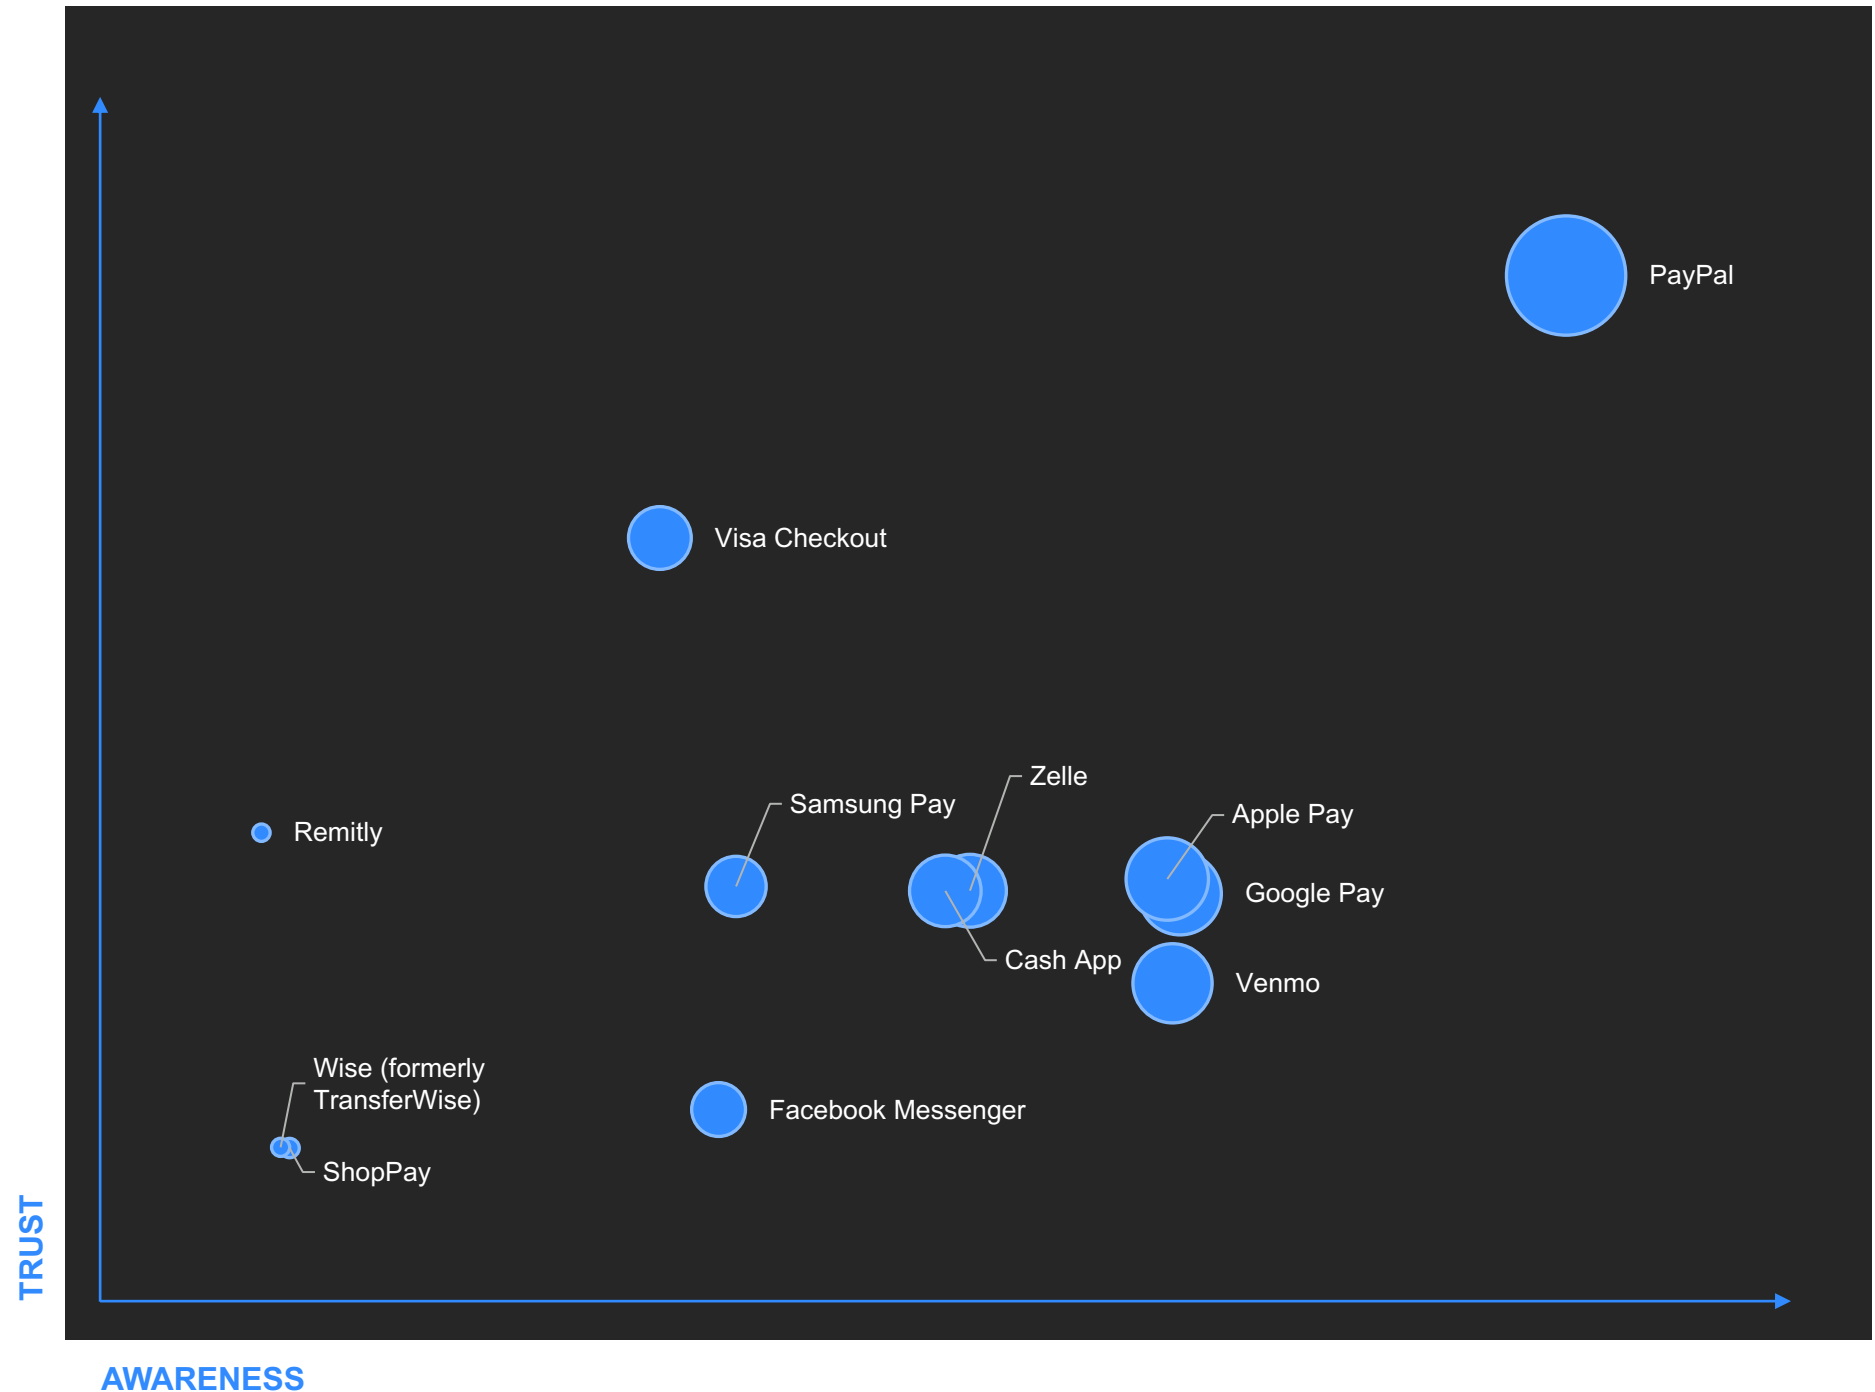 PayPal
Visa Checkout
Zelle
Samsung Pay
Apple Pay
Remitly
Google Pay
Cash App
Venmo
Wise (formerly
TransferWise)
Facebook Messenger
ShopPay
TRUST
AWARENESS